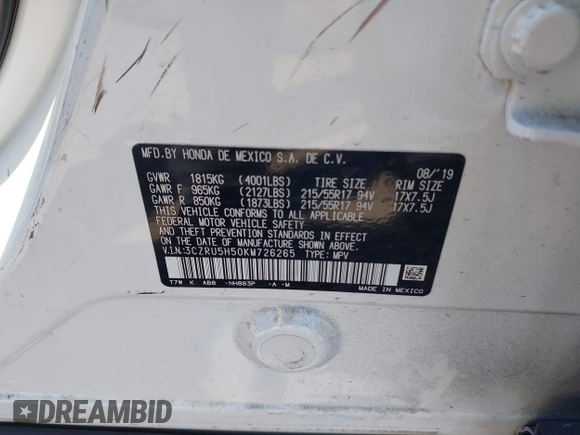 MFD.BY HONDA DE MEXICO S.A. DE C.V.
08/'19
GVWR 1815KG (4001LBS) TIRE SIZE RIM SIZE
GAWR F 965KG (2127LBS) 215/55R17 94V 17X7.5J
GAWR R 850KG (1873LBS) 215/55R17 94V 17X7.5J
THIS VEHICLE CONFORMS TO ALL APPLICABLE
FEDERAL MOTOR VEHICLE SAFETY, BUMPER,
AND THEFT PREVENTION STANDARDS IN EFFECT
ON THE DATE OF MANUFACTURE SHOWN ABOVE.
V.I.N:3CZRU5H50KM726265 TYPE: MPV
T7W K AB8 -NH883P -A -M
MADE IN MEXICO
DREAMBID